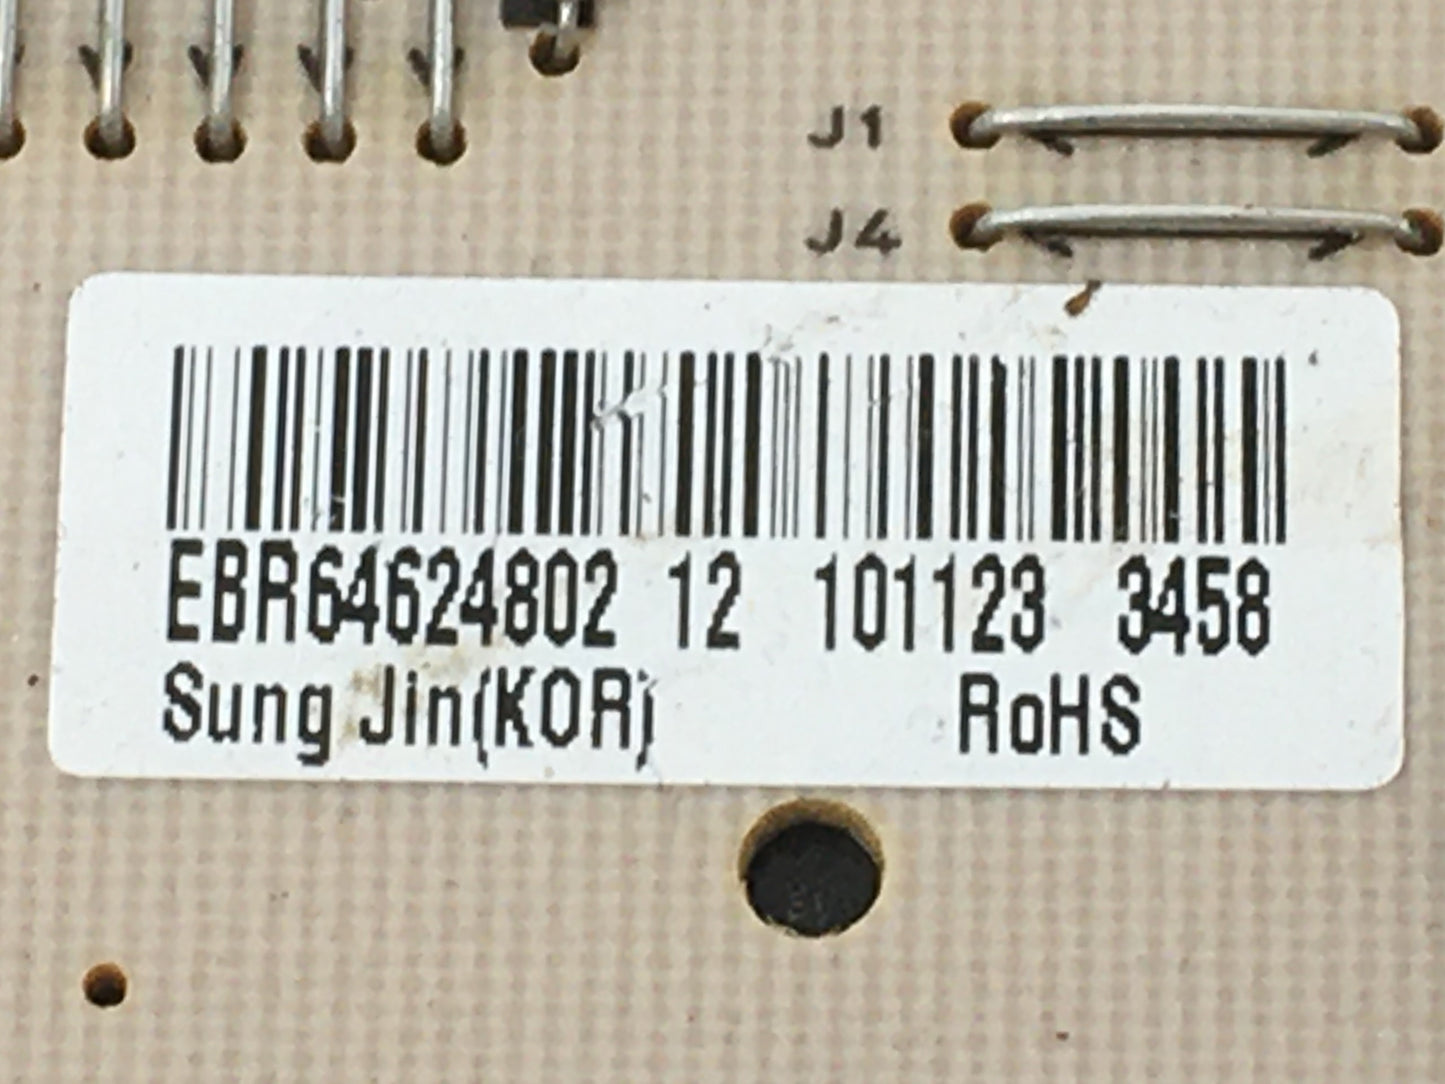 J1
J4
EBR64624802 12 101123 3458
Sung Jin(KOR) RoHS